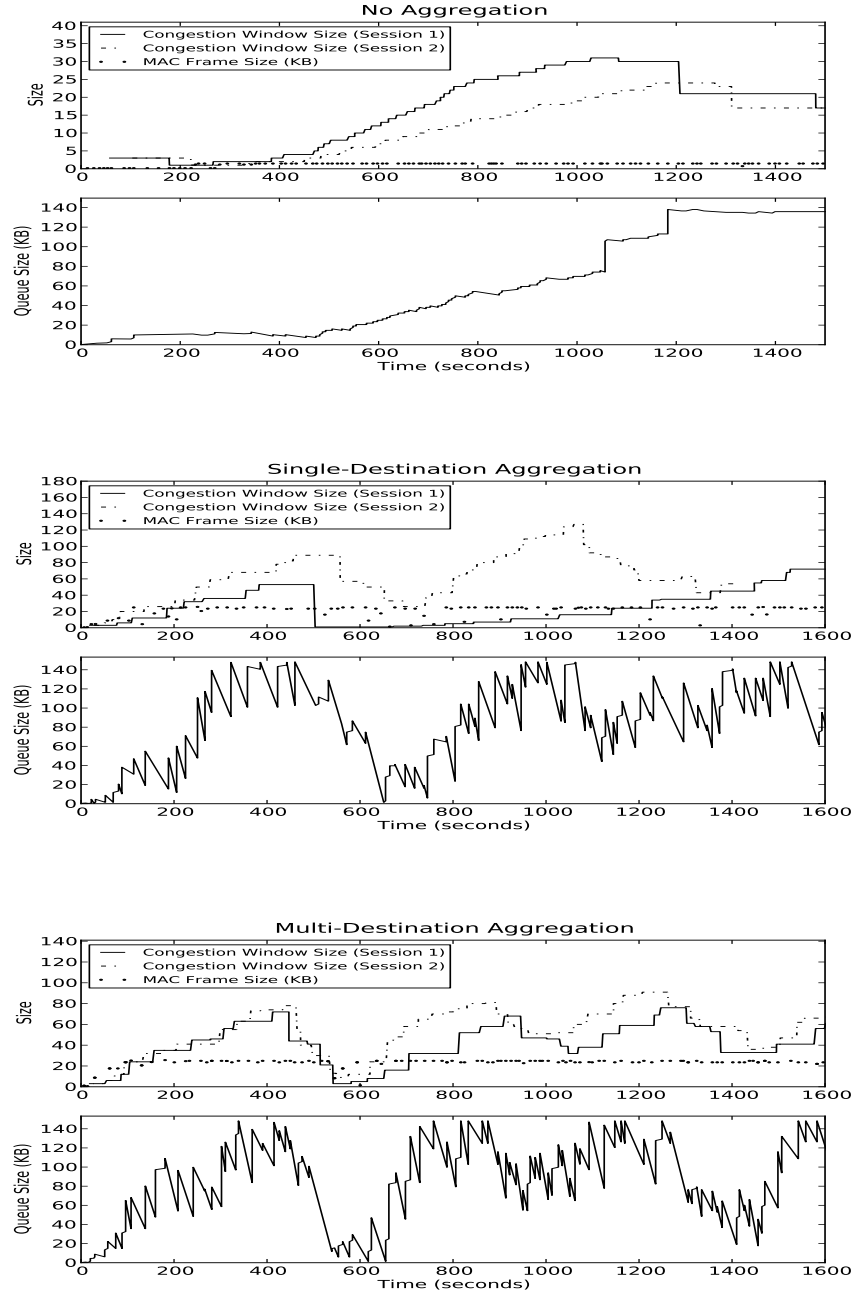 No Aggregation
Congestion Window Size (Session 1)
Congestion Window Size (Session 2)
MAC Frame Size (KB)
Size
40
35
30
25
20
15
10
5
0
0 200 400 600 800 1000 1200 1400
Queue Size (KB)
140
120
100
80
60
40
20
0
0 200 400 600 800 1000 1200 1400
Time (seconds)
Single-Destination Aggregation
Congestion Window Size (Session 1)
Congestion Window Size (Session 2)
MAC Frame Size (KB)
Size
180
160
140
120
100
80
60
40
20
0
0 200 400 600 800 1000 1200 1400 1600
Queue Size (KB)
140
120
100
80
60
40
20
0
0 200 400 600 800 1000 1200 1400 1600
Time (seconds)
Multi-Destination Aggregation
Congestion Window Size (Session 1)
Congestion Window Size (Session 2)
MAC Frame Size (KB)
Size
140
120
100
80
60
40
20
0
0 200 400 600 800 1000 1200 1400 1600
Queue Size (KB)
140
120
100
80
60
40
20
0
0 200 400 600 800 1000 1200 1400 1600
Time (seconds)